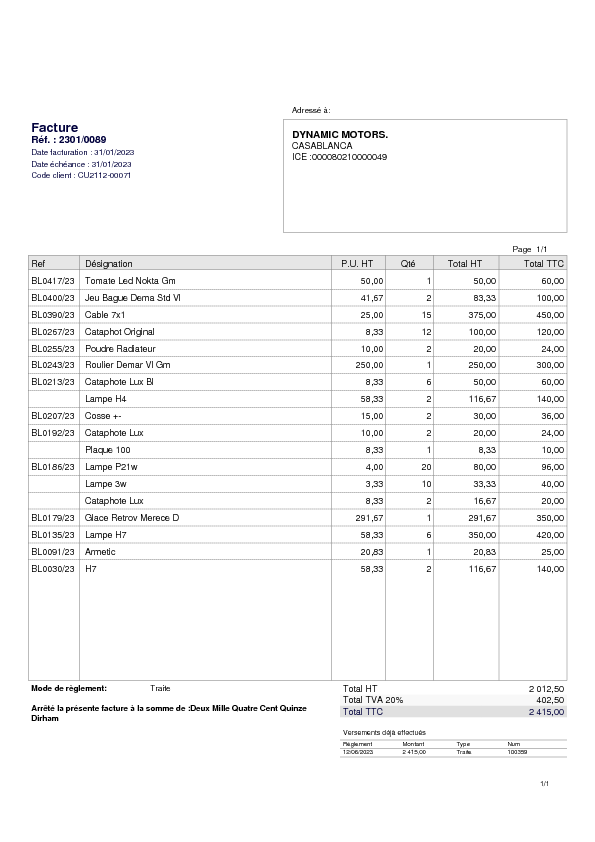 Adressé à:
Facture
Réf. : 2301/0089
Date facturation : 31/01/2023
Date échéance : 31/01/2023
Code client : CU2112-00071
DYNAMIC MOTORS.
CASABLANCA
ICE :000080210000049
Page 1/1
Ref Désignation P.U. HT Qté Total HT Total TTC
BL0417/23 Tomate Led Nokta Gm 50,00 1 50,00 60,00
BL0400/23 Jeu Bague Dema Std Vl 41,67 2 83,33 100,00
BL0390/23 Cable 7x1 25,00 15 375,00 450,00
BL0267/23 Cataphot Original 8,33 12 100,00 120,00
BL0255/23 Poudre Radiateur 10,00 2 20,00 24,00
BL0243/23 Roulier Demar Vl Gm 250,00 1 250,00 300,00
BL0213/23 Cataphote Lux Bl 8,33 6 50,00 60,00
Lampe H4 58,33 2 116,67 140,00
BL0207/23 Cosse +- 15,00 2 30,00 36,00
BL0192/23 Cataphote Lux 10,00 2 20,00 24,00
Plaque 100 8,33 1 8,33 10,00
BL0186/23 Lampe P21w 4,00 20 80,00 96,00
Lampe 3w 3,33 10 33,33 40,00
Cataphote Lux 8,33 2 16,67 20,00
BL0179/23 Glace Retrov Merece D 291,67 1 291,67 350,00
BL0135/23 Lampe H7 58,33 6 350,00 420,00
BL0091/23 Armetic 20,83 1 20,83 25,00
BL0030/23 H7 58,33 2 116,67 140,00
Mode de règlement: Traite
Arrêté la présente facture à la somme de :Deux Mille Quatre Cent Quinze
Dirham
Total HT 2 012,50
Total TVA 20% 402,50
Total TTC 2 415,00
Versements déjà effectués
Règlement Montant Type Num
12/06/2023 2 415,00 Traite 100359
1/1